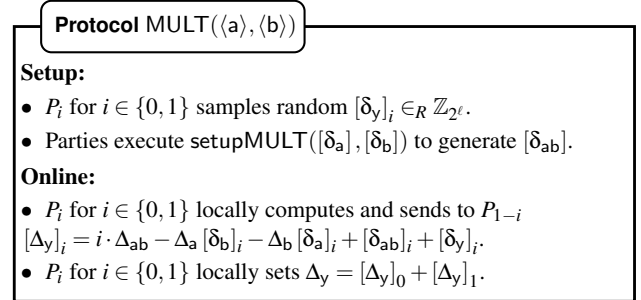 Protocol MULT(⟨a⟩,⟨b⟩)
Setup:
• P_i for i ∈ {0,1} samples random [δ_y]_i ∈_R ℤ_{2^ℓ}.
• Parties execute setupMULT([δ_a],[δ_b]) to generate [δ_ab].
Online:
• P_i for i ∈ {0,1} locally computes and sends to P_{1−i}
[Δ_y]_i = i · Δ_ab − Δ_a [δ_b]_i − Δ_b [δ_a]_i + [δ_ab]_i + [δ_y]_i.
• P_i for i ∈ {0,1} locally sets Δ_y = [Δ_y]_0 + [Δ_y]_1.